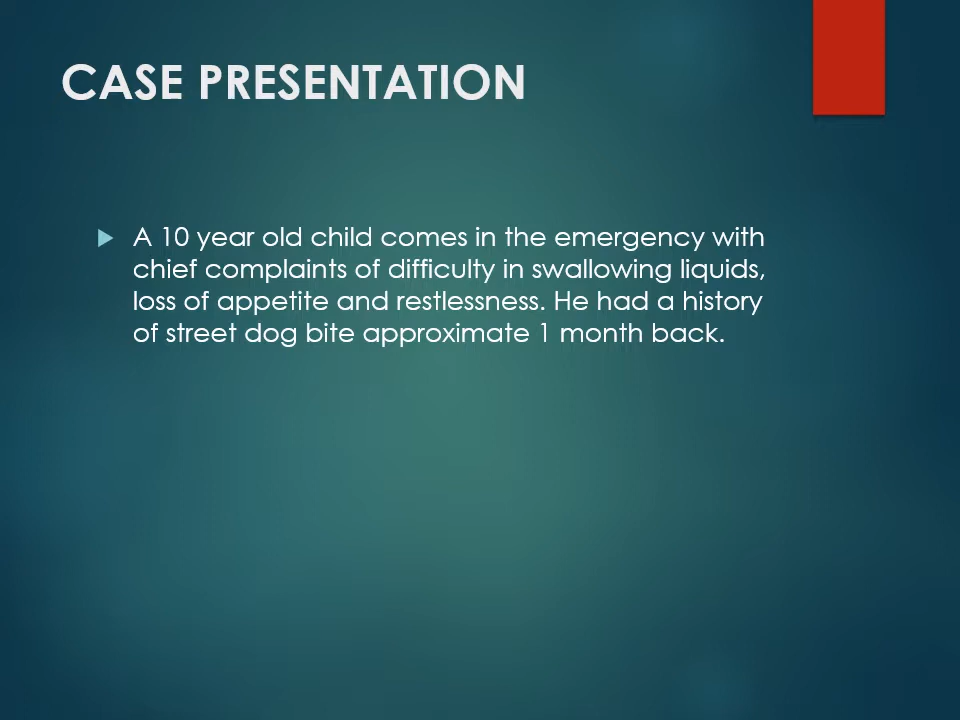 CASE PRESENTATION
A 10 year old child comes in the emergency with
chief complaints of difficulty in swallowing liquids,
loss of appetite and restlessness. He had a history
of street dog bite approximate 1 month back.